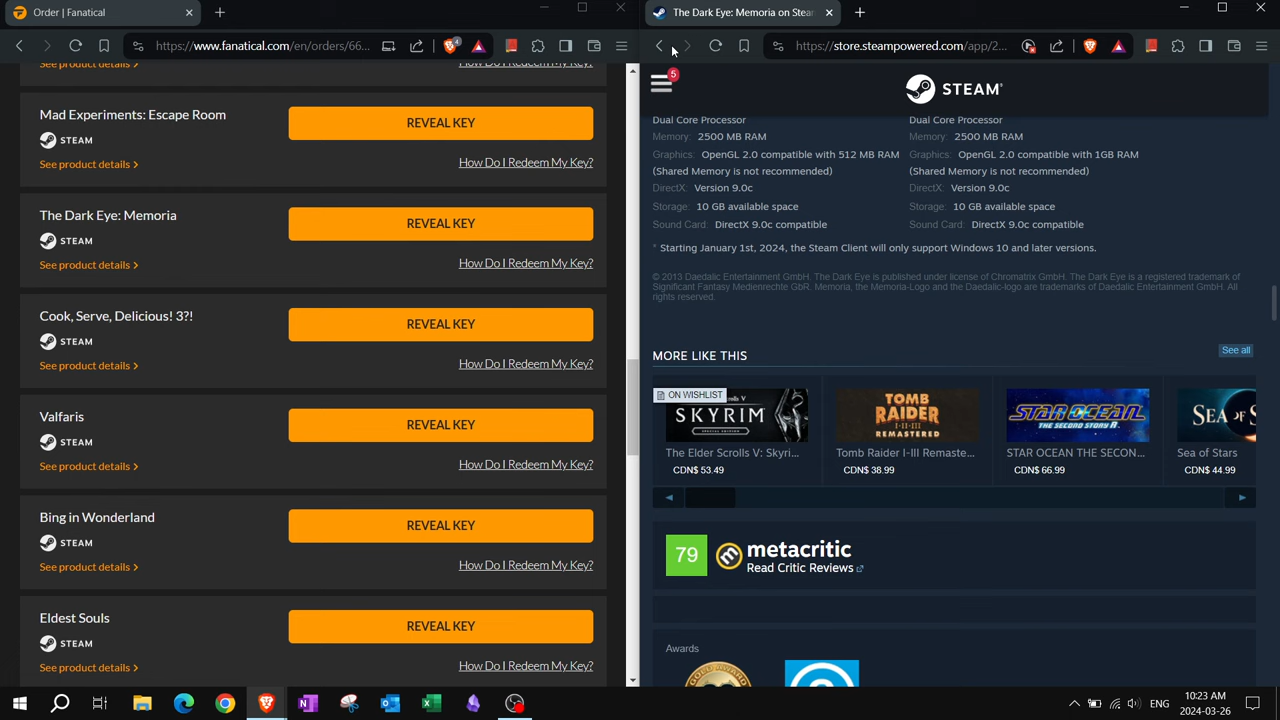 Order | Fanatical
https://www.fanatical.com/en/orders/66...
4
See product details >
How Do I Redeem My Key?
Mad Experiments: Escape Room
REVEAL KEY
STEAM
See product details >
How Do I Redeem My Key?
The Dark Eye: Memoria
REVEAL KEY
STEAM
See product details >
How Do I Redeem My Key?
Cook, Serve, Delicious! 3?!
REVEAL KEY
STEAM
See product details >
How Do I Redeem My Key?
Valfaris
REVEAL KEY
STEAM
See product details >
How Do I Redeem My Key?
Bing in Wonderland
REVEAL KEY
STEAM
See product details >
How Do I Redeem My Key?
Eldest Souls
REVEAL KEY
STEAM
See product details >
How Do I Redeem My Key?
The Dark Eye: Memoria on Stea
https://store.steampowered.com/app/2...
5
STEAM®
Dual Core Processor
Memory: 2500 MB RAM
Graphics: OpenGL 2.0 compatible with 512 MB RAM
(Shared Memory is not recommended)
DirectX: Version 9.0c
Storage: 10 GB available space
Sound Card: DirectX 9.0c compatible
Dual Core Processor
Memory: 2500 MB RAM
Graphics: OpenGL 2.0 compatible with 1GB RAM
(Shared Memory is not recommended)
DirectX: Version 9.0c
Storage: 10 GB available space
Sound Card: DirectX 9.0c compatible
* Starting January 1st, 2024, the Steam Client will only support Windows 10 and later versions.
© 2013 Daedalic Entertainment GmbH. The Dark Eye is published under license of Chromatrix GmbH. The Dark Eye is a registered trademark of
Significant Fantasy Medienrechte GbR. Memoria, the Memoria-Logo and the Daedalic-logo are trademarks of Daedalic Entertainment GmbH. All
rights reserved.
MORE LIKE THIS
See all
ON WISHLIST
SKYRIM
SPECIAL EDITION
The Elder Scrolls V: Skyri...
CDN$ 53.49
TOMB
RAIDER
I·II·III
REMASTERED
Tomb Raider I-III Remaste...
CDN$ 38.99
STAR OCEAN
THE SECOND STORY R
STAR OCEAN THE SECON...
CDN$ 66.99
SEA OF S
Sea of Stars
CDN$ 44.99
79
metacritic
Read Critic Reviews
Awards
ENG
10:23 AM
2024-03-26